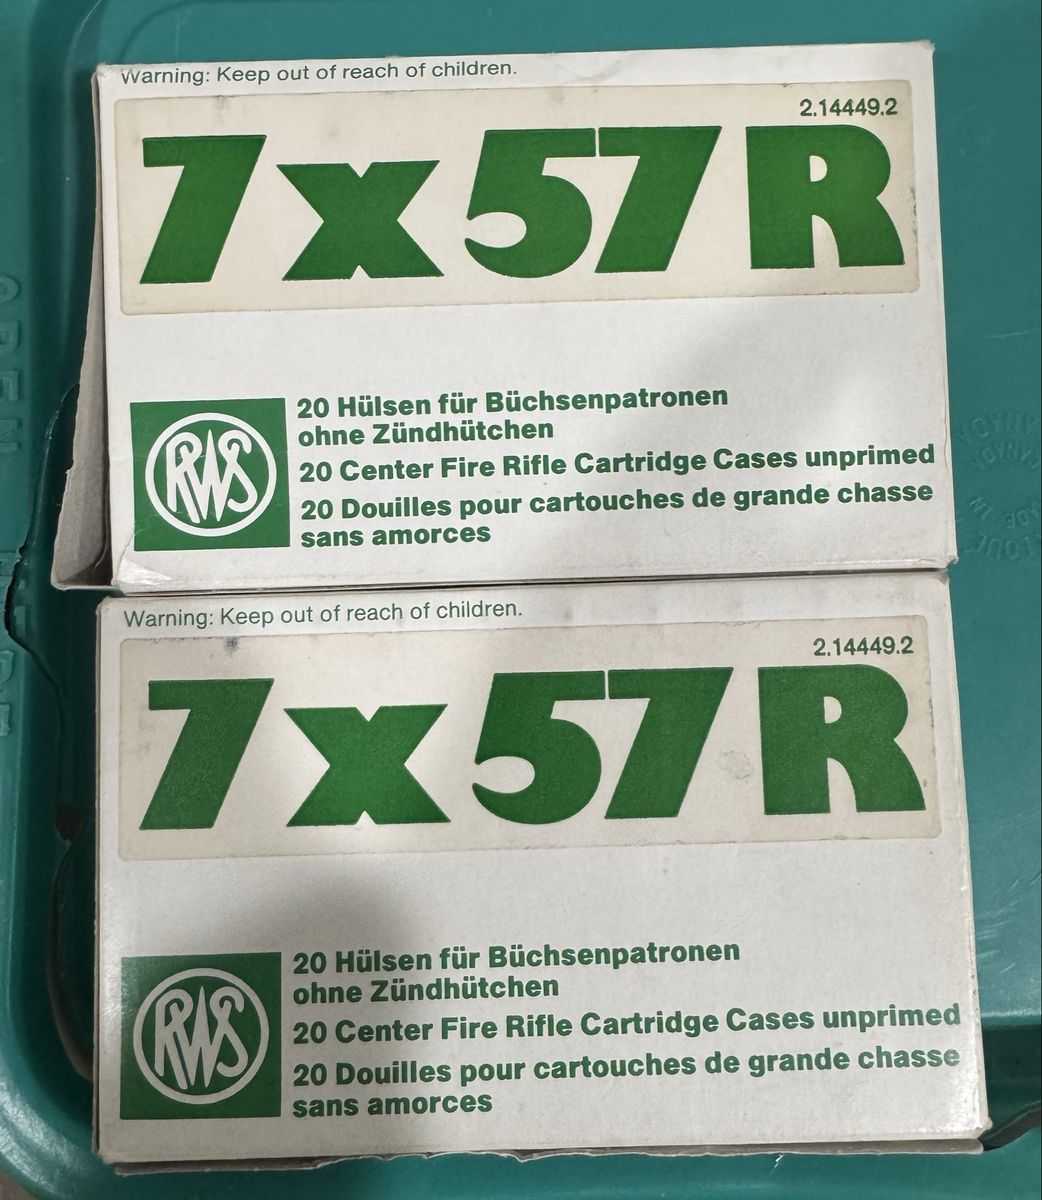 Warning: Keep out of reach of children.
2.14449.2
7x57R
RWS
20 Hülsen für Büchsenpatronen
ohne Zündhütchen
20 Center Fire Rifle Cartridge Cases unprimed
20 Douilles pour cartouches de grande chasse
sans amorces
Warning: Keep out of reach of children.
2.14449.2
7x57R
RWS
20 Hülsen für Büchsenpatronen
ohne Zündhütchen
20 Center Fire Rifle Cartridge Cases unprimed
20 Douilles pour cartouches de grande chasse
sans amorces